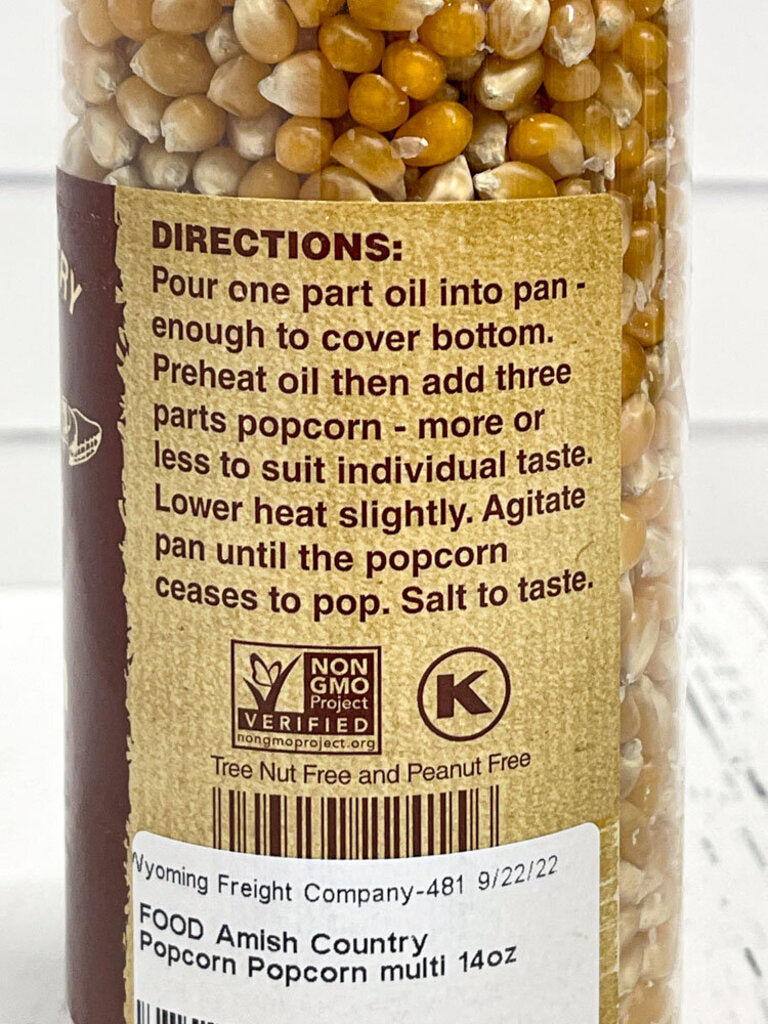 RY
DIRECTIONS:
Pour one part oil into pan -
enough to cover bottom.
Preheat oil then add three
parts popcorn - more or
less to suit individual taste.
Lower heat slightly. Agitate
pan until the popcorn
ceases to pop. Salt to taste.
NON
GMO
Project
VERIFIED
nongmoproject.org
K
Tree Nut Free and Peanut Free
Wyoming Freight Company-481 9/22/22
FOOD Amish Country
Popcorn Popcorn multi 14oz